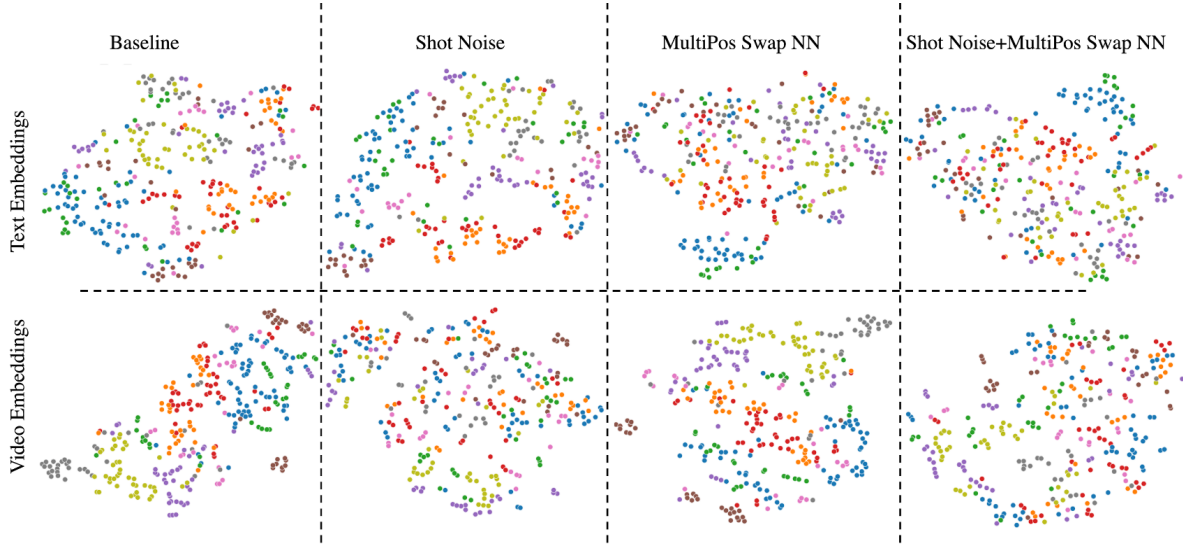 Baseline
Shot Noise
MultiPos Swap NN
Shot Noise+MultiPos Swap NN
Text Embeddings
Video Embeddings